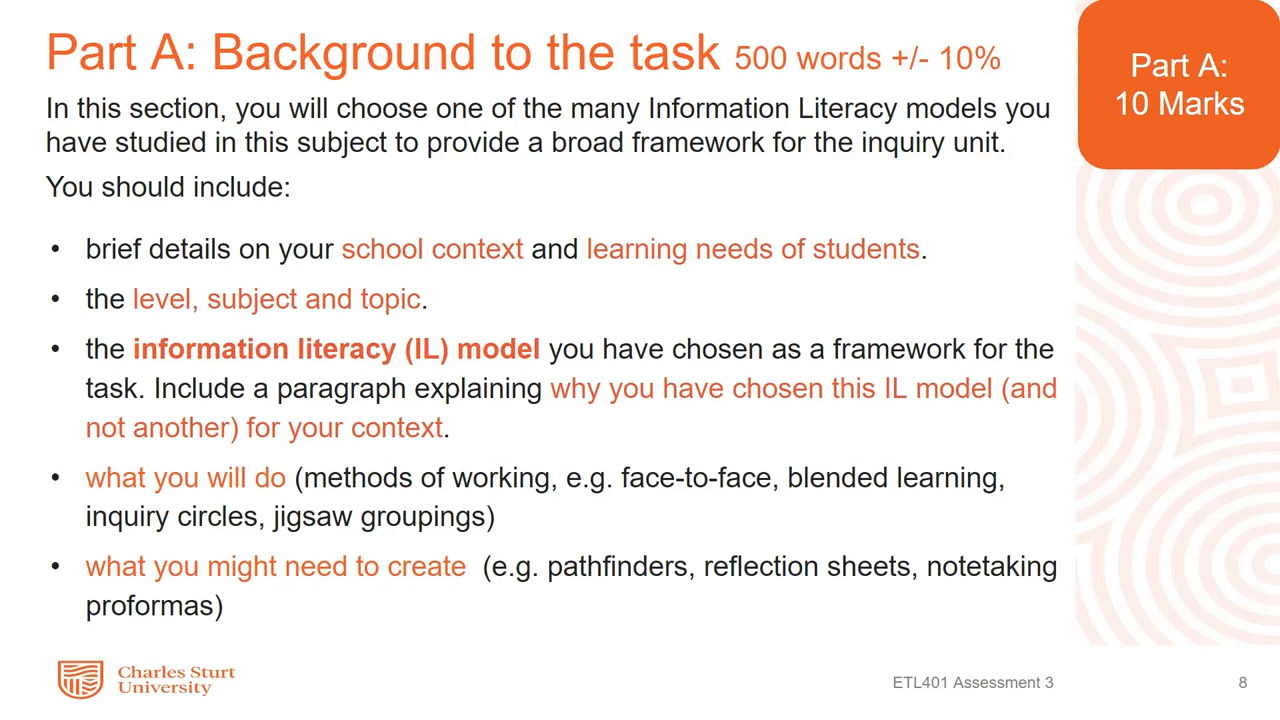 Part A: Background to the task 500 words +/- 10%
Part A:
10 Marks
In this section, you will choose one of the many Information Literacy models you
have studied in this subject to provide a broad framework for the inquiry unit.
You should include:
• brief details on your school context and learning needs of students.
• the level, subject and topic.
• the information literacy (IL) model you have chosen as a framework for the
task. Include a paragraph explaining why you have chosen this IL model (and
not another) for your context.
• what you will do (methods of working, e.g. face-to-face, blended learning,
inquiry circles, jigsaw groupings)
• what you might need to create (e.g. pathfinders, reflection sheets, notetaking
proformas)
Charles Sturt
University
ETL401 Assessment 3
8